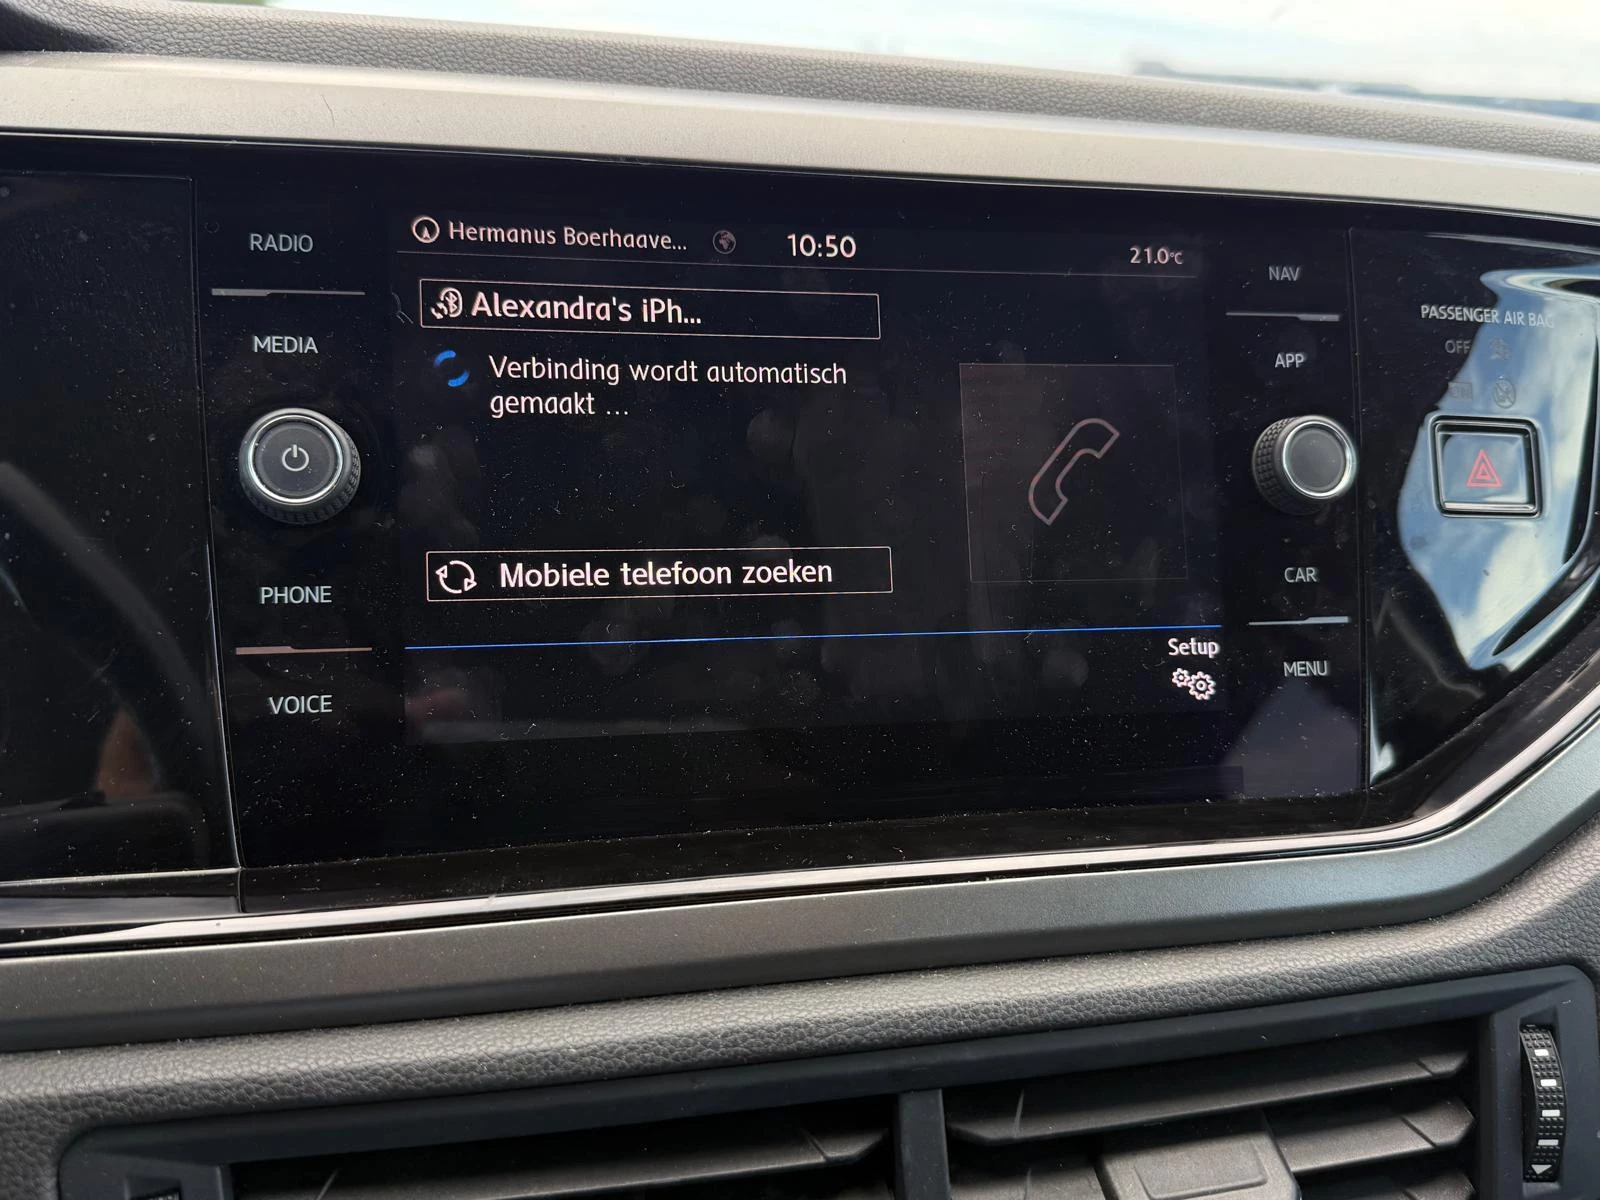 RADIO
MEDIA
PHONE
VOICE
Hermanus Boerhaave...
10:50
21.0°C
Alexandra's iPh...
Verbinding wordt automatisch
gemaakt ...
Mobiele telefoon zoeken
Setup
NAV
APP
CAR
MENU
PASSENGER AIR BAG
OFF